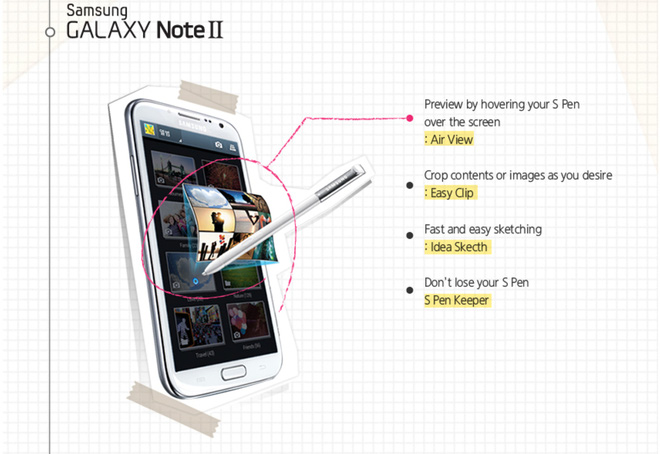 Samsung
GALAXY Note II
Preview by hovering your S Pen
over the screen
: Air View
Crop contents or images as you desire
: Easy Clip
Fast and easy sketching
: Idea Skecth
Don't lose your S Pen
S Pen Keeper
SAMSUNG